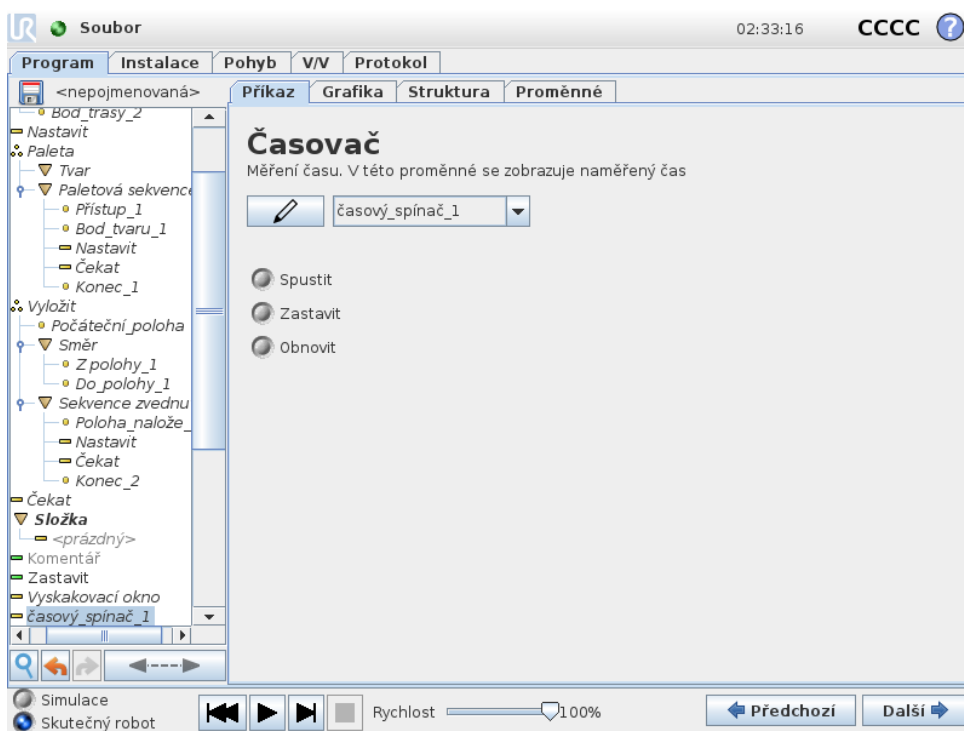 Soubor
02:33:16
CCCC
?
Program Instalace Pohyb V/V Protokol
<nepojmenovaná>
Příkaz Grafika Struktura Proměnné
Bod_trasy_2
Nastavit
Paleta
Tvar
Paletová sekvence
Přístup_1
Bod_tvaru_1
Nastavit
Čekat
Konec_1
Vyložit
Počáteční_poloha
Směr
Z polohy_1
Do_polohy_1
Sekvence zvednu
Poloha_nalože_
Nastavit
Čekat
Konec_2
Čekat
Složka
<prázdný>
Komentář
Zastavit
Vyskakovací okno
časový_spínač_1
Časovač
Měření času. V této proměnné se zobrazuje naměřený čas
časový_spínač_1
Spustit
Zastavit
Obnovit
Simulace
Skutečný robot
Rychlost 100%
Předchozí Další